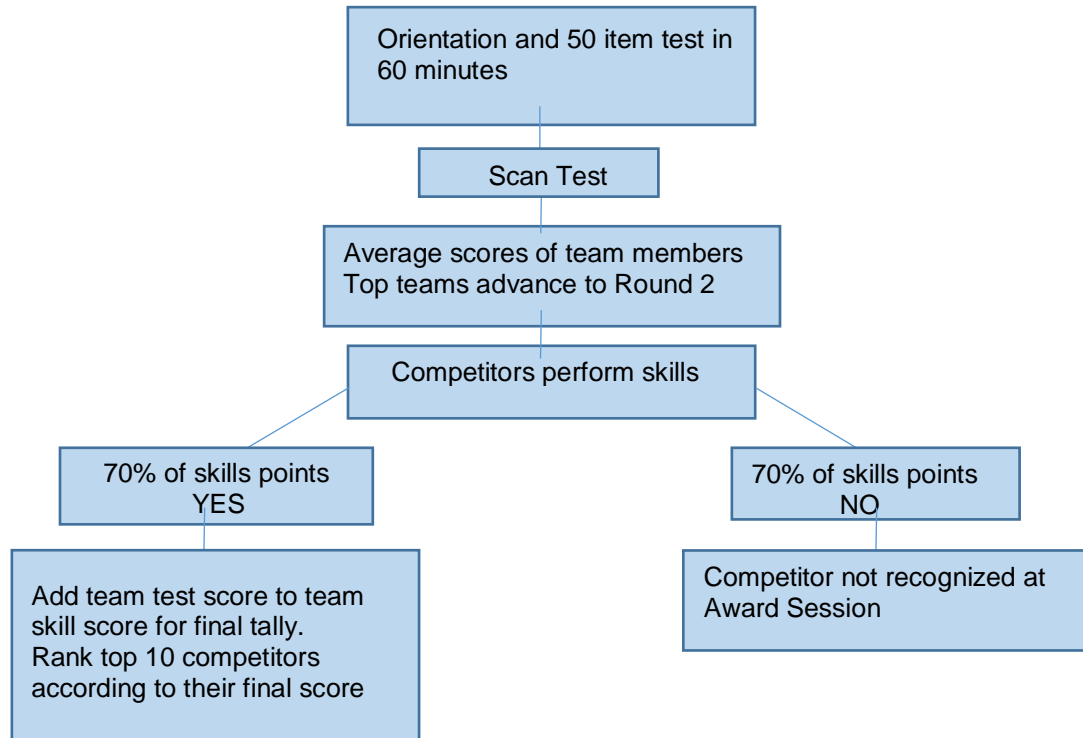 Orientation and 50 item test in
60 minutes
Scan Test
Average scores of team members
Top teams advance to Round 2
Competitors perform skills
70% of skills points
YES
70% of skills points
NO
Add team test score to team
skill score for final tally.
Rank top 10 competitors
according to their final score
Competitor not recognized at
Award Session